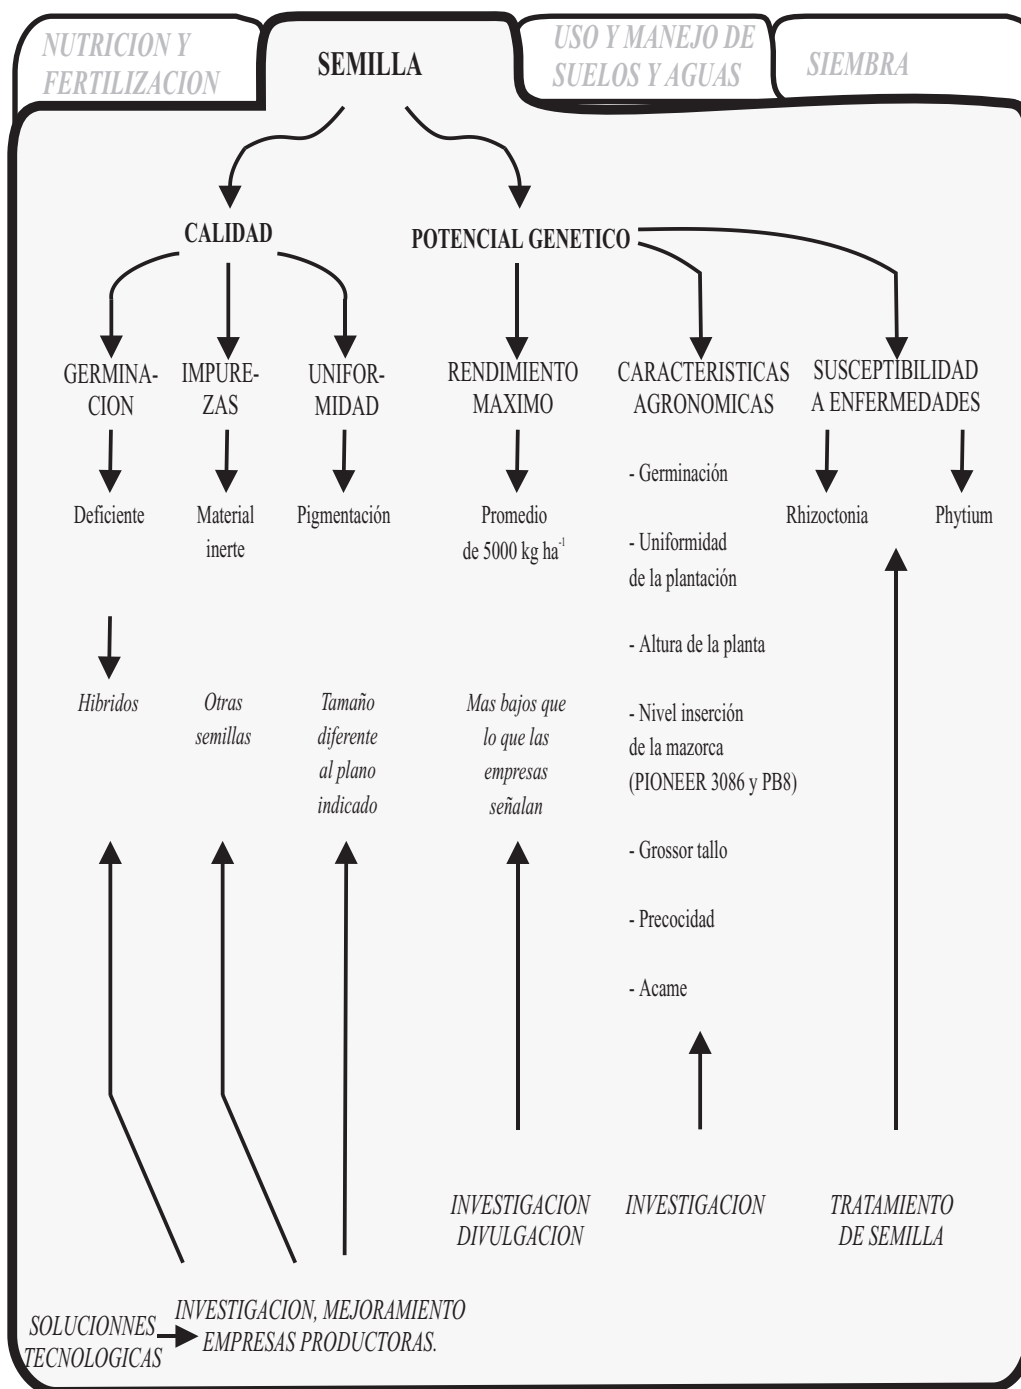 NUTRICION Y
FERTILIZACION
SEMILLA
USO Y MANEJO DE
SUELOS Y AGUAS
SIEMBRA
CALIDAD
POTENCIAL GENETICO
GERMINA-
CION
IMPURE-
ZAS
UNIFOR-
MIDAD
RENDIMIENTO
MAXIMO
CARACTERISTICAS
AGRONOMICAS
SUSCEPTIBILIDAD
A ENFERMEDADES
Deficiente
Material
inerte
Pigmentación
Promedio
de 5000 kg ha⁻¹
- Germinación
- Uniformidad
de la plantación
- Altura de la planta
- Nivel inserción
de la mazorca
(PIONEER 3086 y PB8)
- Grossor tallo
- Precocidad
- Acame
Rhizoctonia
Phytium
Hibridos
Otras
semillas
Tamaño
diferente
al plano
indicado
Mas bajos que
lo que las
empresas
señalan
INVESTIGACION
DIVULGACION
INVESTIGACION
TRATAMIENTO
DE SEMILLA
SOLUCIONNES
TECNOLOGICAS
INVESTIGACION, MEJORAMIENTO
EMPRESAS PRODUCTORAS.